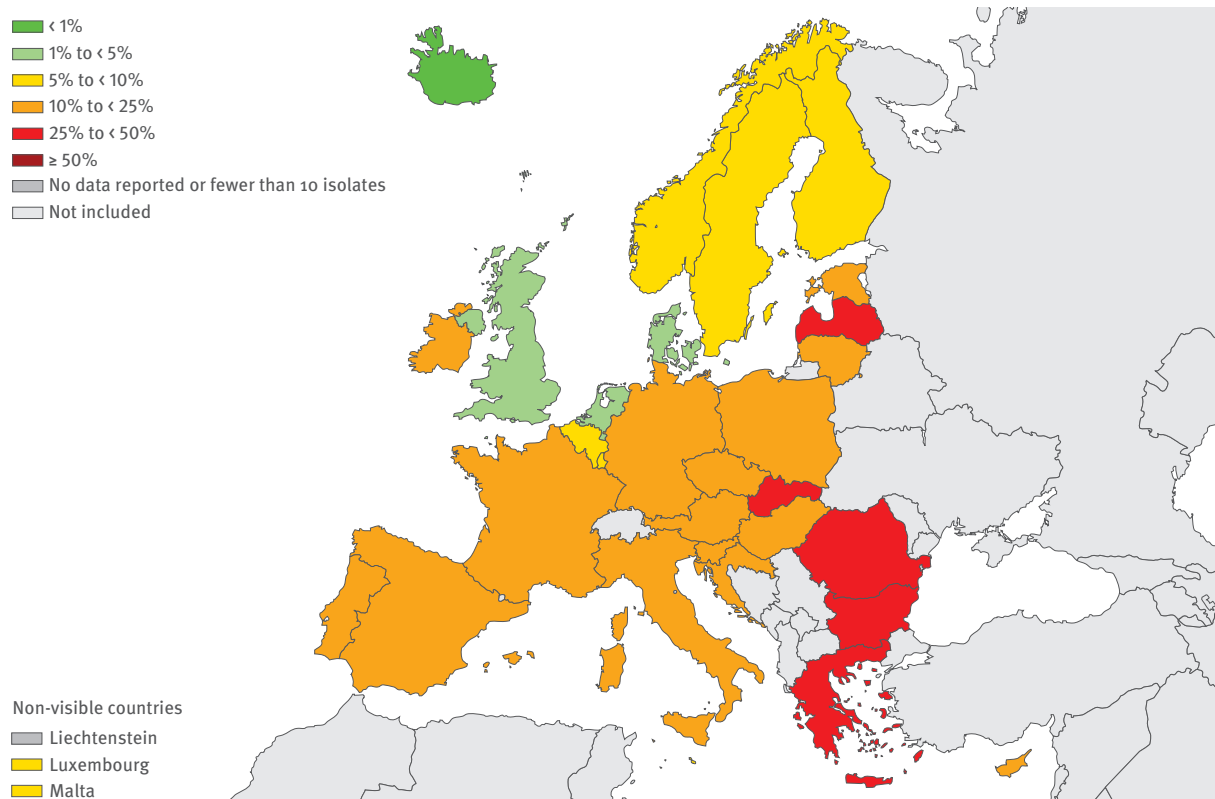 < 1%
1% to < 5%
5% to < 10%
10% to < 25%
25% to < 50%
≥ 50%
No data reported or fewer than 10 isolates
Not included
Non-visible countries
Liechtenstein
Luxembourg
Malta